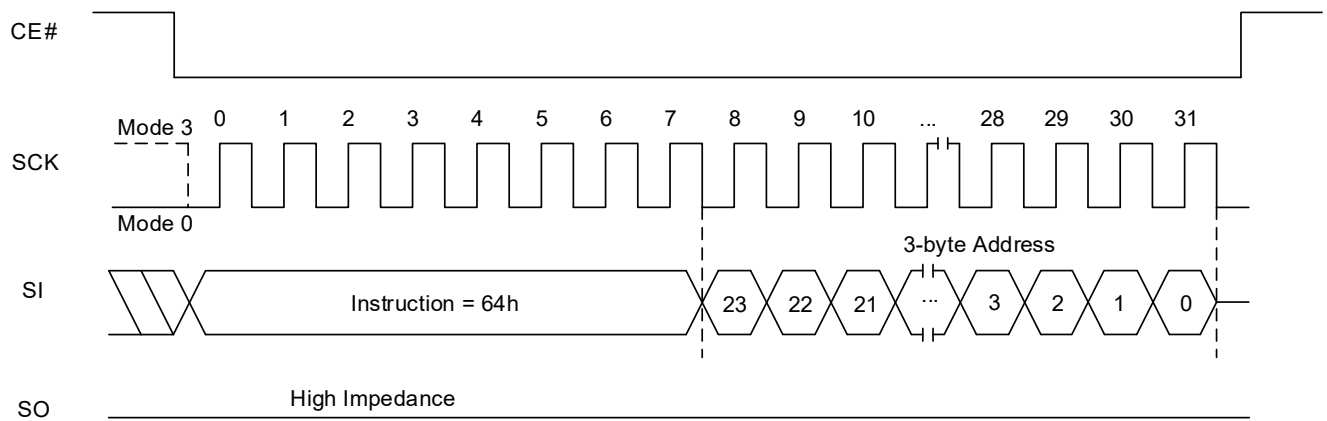 CE#
Mode 3
0 1 2 3 4 5 6 7 8 9 10 ... 28 29 30 31
SCK
Mode 0
3-byte Address
SI
Instruction = 64h
23 22 21 ... 3 2 1 0
High Impedance
SO